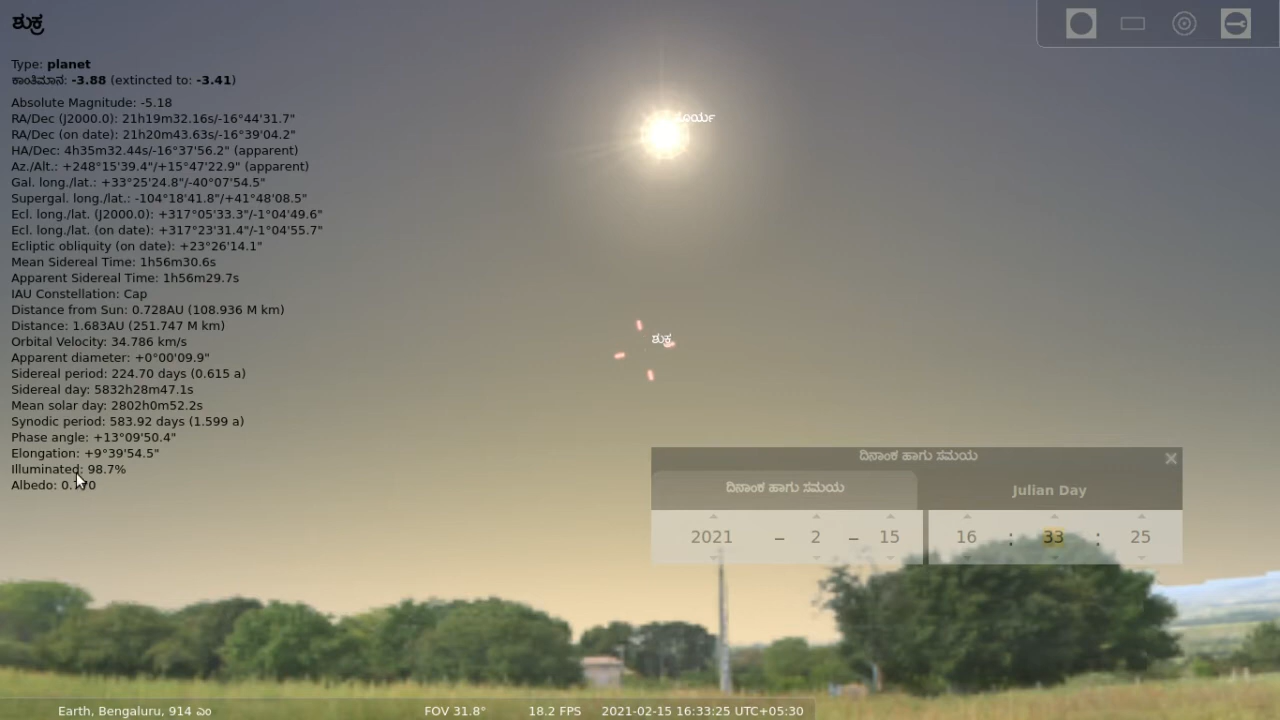 ಶುಕ್ರ
Type: planet
ಕಾಂತಿಮಾನ: -3.88 (extincted to: -3.41)
Absolute Magnitude: -5.18
RA/Dec (J2000.0): 21h19m32.16s/-16°44'31.7"
RA/Dec (on date): 21h20m43.63s/-16°39'04.2"
HA/Dec: 4h35m32.44s/-16°37'56.2" (apparent)
Az./Alt.: +248°15'39.4"/+15°47'22.9" (apparent)
Gal. long./lat.: +33°25'24.8"/-40°07'54.5"
Supergal. long./lat.: -104°18'41.8"/+41°48'08.5"
Ecl. long./lat. (J2000.0): +317°05'33.3"/-1°04'49.6"
Ecl. long./lat. (on date): +317°23'31.4"/-1°04'55.7"
Ecliptic obliquity (on date): +23°26'14.1"
Mean Sidereal Time: 1h56m30.6s
Apparent Sidereal Time: 1h56m29.7s
IAU Constellation: Cap
Distance from Sun: 0.728AU (108.936 M km)
Distance: 1.683AU (251.747 M km)
Orbital Velocity: 34.786 km/s
Apparent diameter: +0°00'09.9"
Sidereal period: 224.70 days (0.615 a)
Sidereal day: 5832h28m47.1s
Mean solar day: 2802h0m52.2s
Synodic period: 583.92 days (1.599 a)
Phase angle: +13°09'50.4"
Elongation: +9°39'54.5"
Illuminated: 98.7%
Albedo: 0.770
ಸೂರ್ಯ
ಶುಕ್ರ
ದಿನಾಂಕ ಹಾಗು ಸಮಯ
ದಿನಾಂಕ ಹಾಗು ಸಮಯ Julian Day
2021 – 2 – 15 16 : 33 : 25
Earth, Bengaluru, 914 ಎಂ FOV 31.8° 18.2 FPS 2021-02-15 16:33:25 UTC+05:30